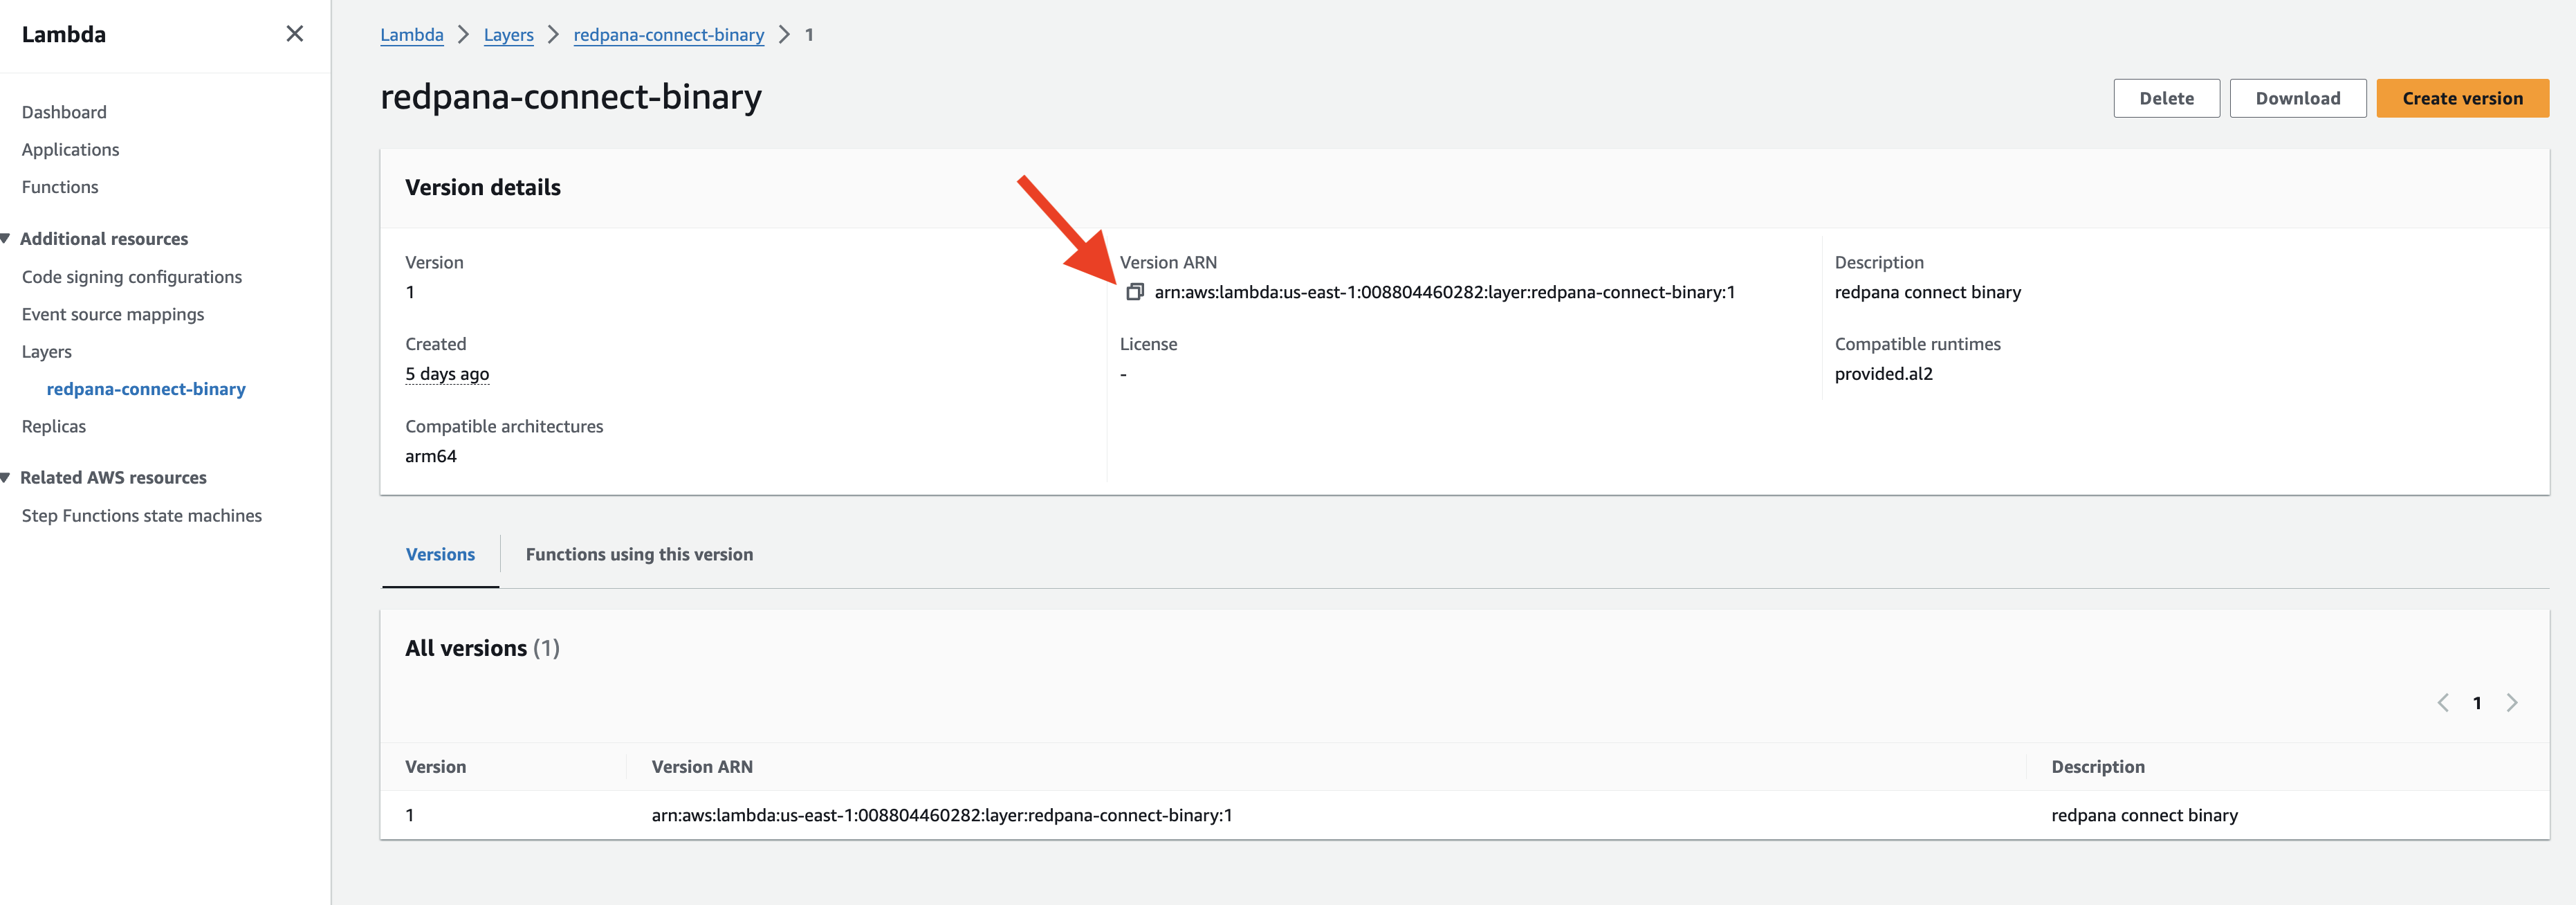 Lambda
Dashboard
Applications
Functions
Additional resources
Code signing configurations
Event source mappings
Layers
redpana-connect-binary
Replicas
Related AWS resources
Step Functions state machines
Lambda > Layers > redpana-connect-binary > 1
redpana-connect-binary
Delete Download Create version
Version details
Version
1
Created
5 days ago
Compatible architectures
arm64
Version ARN
arn:aws:lambda:us-east-1:008804460282:layer:redpana-connect-binary:1
License
-
Description
redpana connect binary
Compatible runtimes
provided.al2
Versions Functions using this version
All versions (1)
1
Version Version ARN Description
1 arn:aws:lambda:us-east-1:008804460282:layer:redpana-connect-binary:1 redpana connect binary